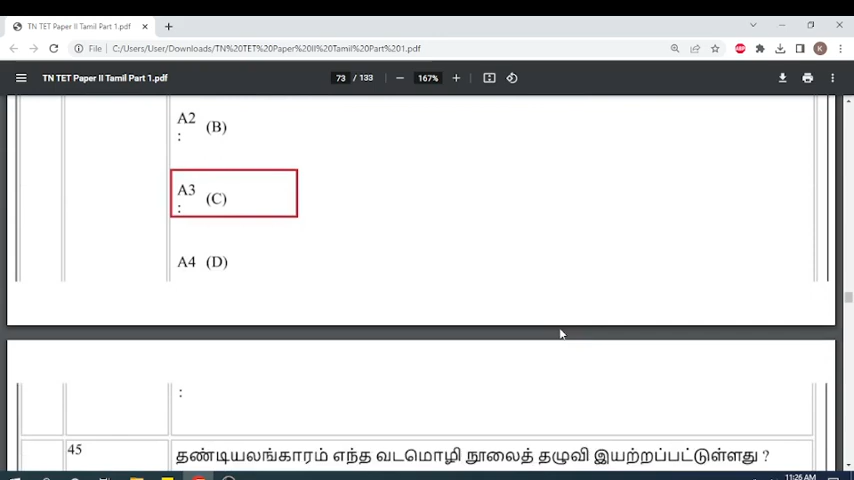 TN TET Paper II Tamil Part 1.pdf
File C:/Users/User/Downloads/TN%20TET%20Paper%20II%20Tamil%20Part%201.pdf
ABP
K
TN TET Paper II Tamil Part 1.pdf 73 / 133 167%
A2 (B)
:
A3 (C)
:
A4 (D)
:
45 தண்டியலங்காரம் எந்த வடமொழி நூலைத் தழுவி இயற்றப்பட்டுள்ளது ?
11:26 AM